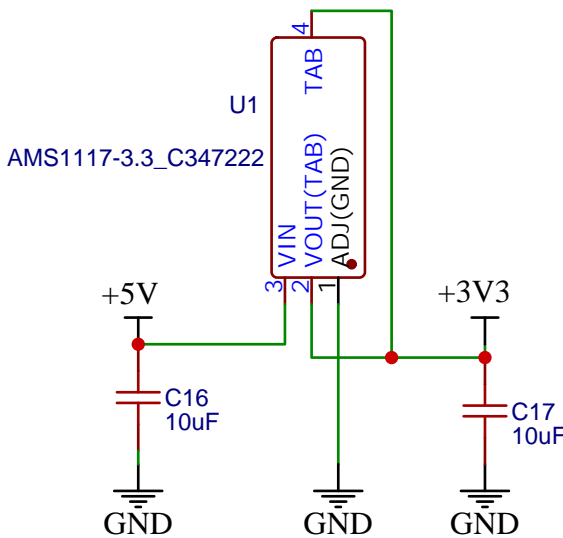 4
TAB
U1
AMS1117-3.3_C347222
VIN
VOUT(TAB)
ADJ(GND)
3
2
1
+5V
+3V3
C16
10uF
C17
10uF
GND
GND
GND